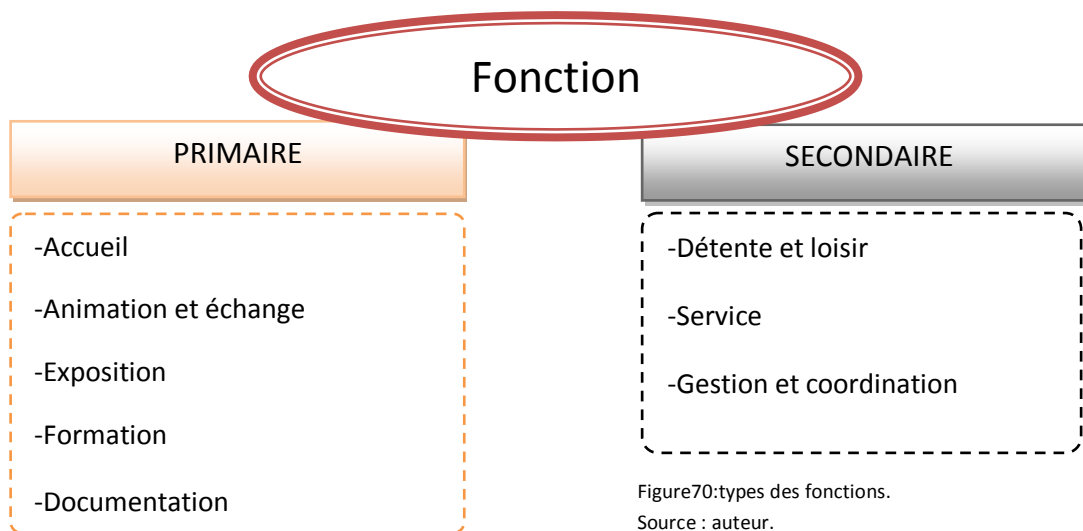 Fonction
PRIMAIRE
-Accueil
-Animation et échange
-Exposition
-Formation
-Documentation
SECONDAIRE
-Détente et loisir
-Service
-Gestion et coordination
Figure70:types des fonctions.
Source : auteur.